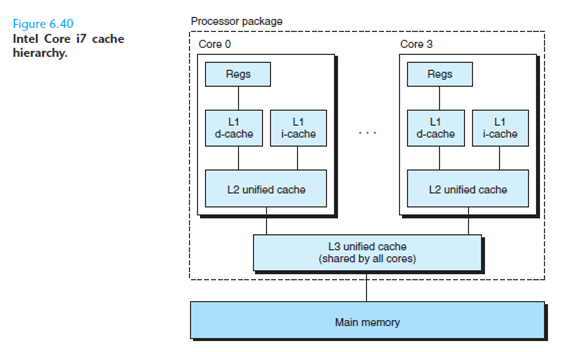 Figure 6.40
Intel Core i7 cache
hierarchy.
Processor package
Core 0
Core 3
Regs
Regs
L1
d-cache
L1
i-cache
. . .
L1
d-cache
L1
i-cache
L2 unified cache
L2 unified cache
L3 unified cache
(shared by all cores)
Main memory